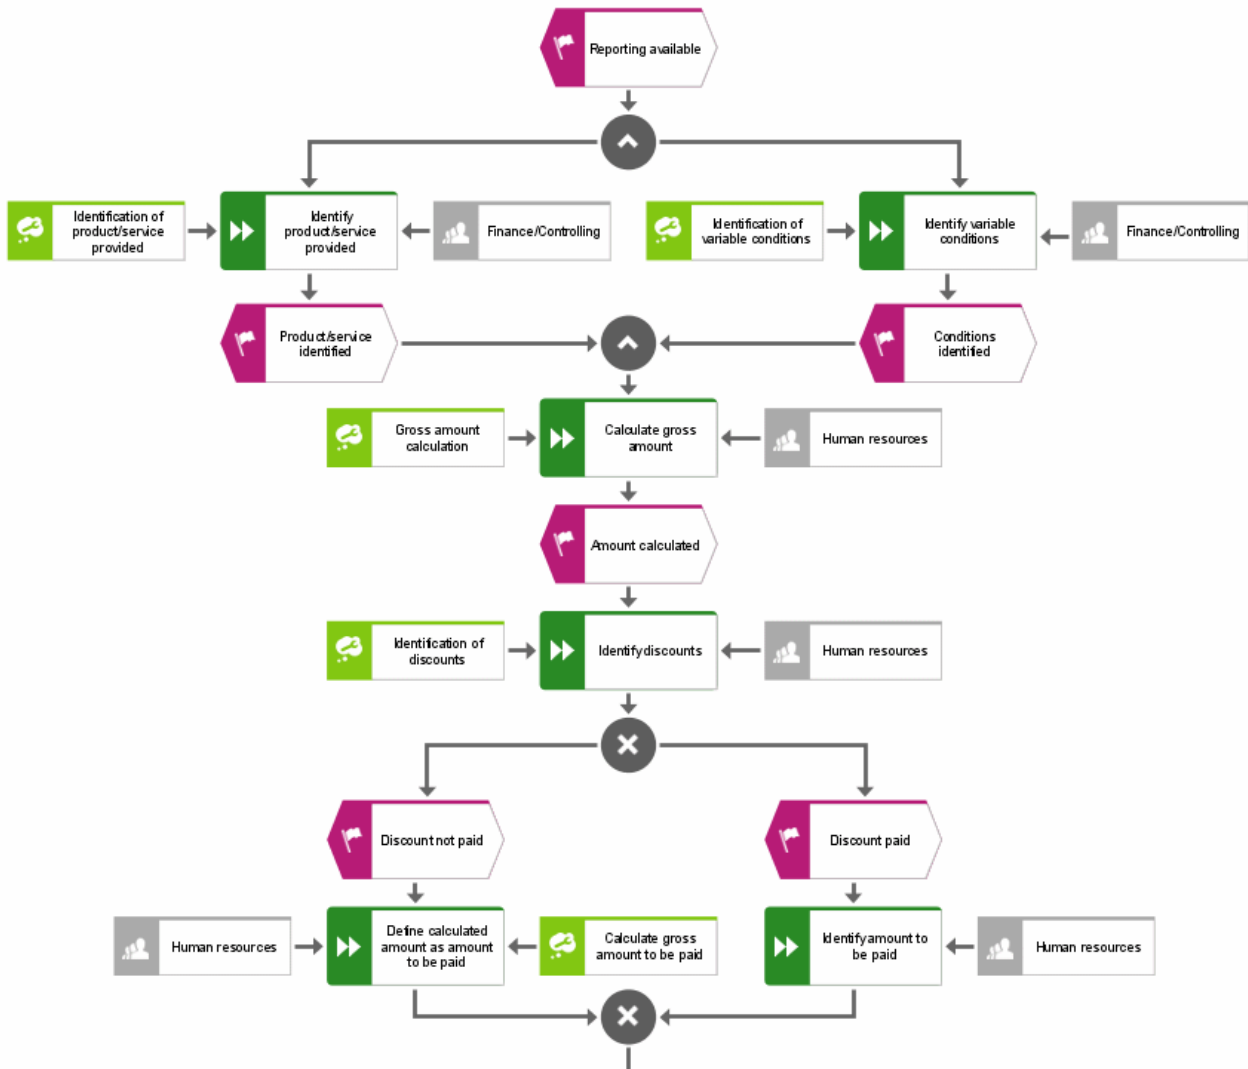 Reporting available
Identification of
product/service
provided
Identify
product/service
provided
Finance/Controlling
Identification of
variable conditions
Identify variable
conditions
Finance/Controlling
Product/service
identified
Conditions
identified
Gross amount
calculation
Calculate gross
amount
Human resources
Amount calculated
Identification of
discounts
Identify discounts
Human resources
Discount not paid
Discount paid
Human resources
Define calculated
amount as amount
to be paid
Calculate gross
amount to be paid
Identify amount to
be paid
Human resources